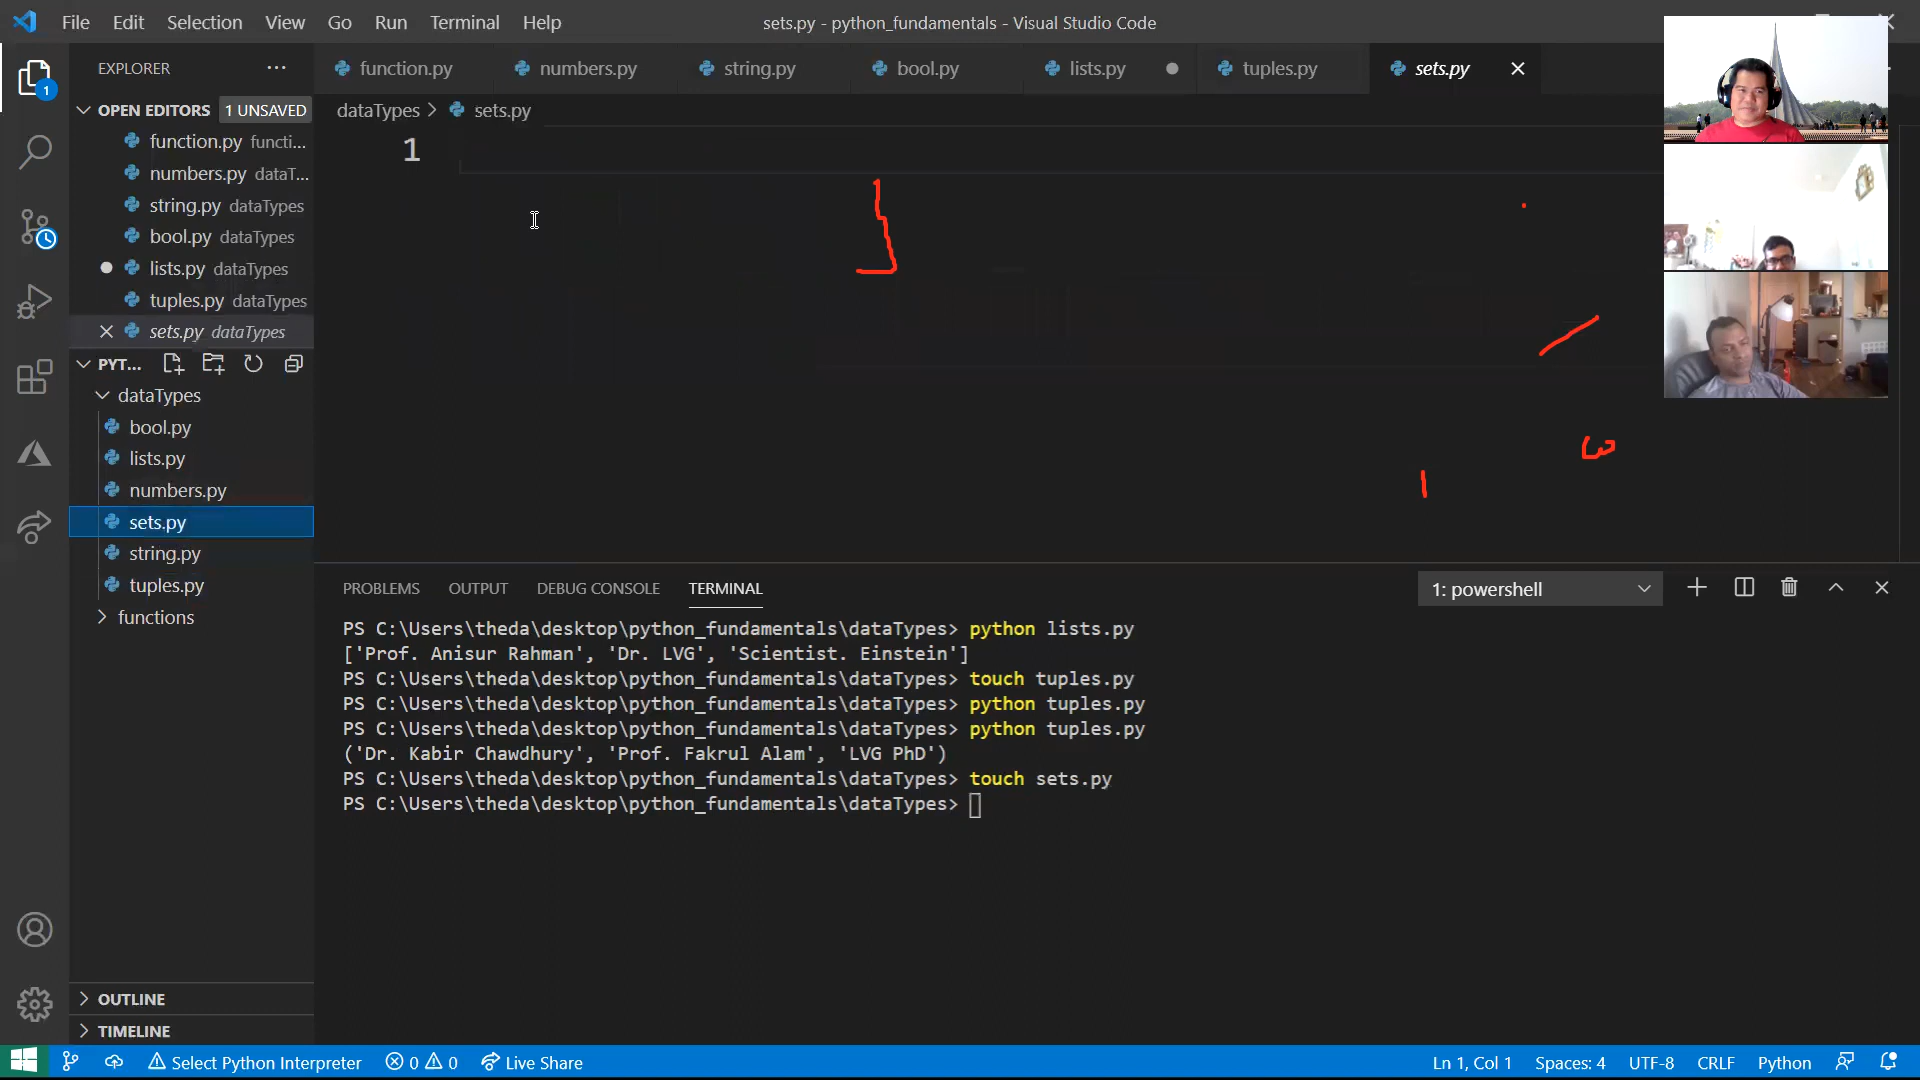 File Edit Selection View Go Run Terminal Help
sets.py - python_fundamentals - Visual Studio Code
EXPLORER ...
function.py numbers.py string.py bool.py lists.py tuples.py sets.py
OPEN EDITORS 1 UNSAVED
dataTypes > sets.py
1
function.py functi...
numbers.py dataT...
string.py dataTypes
bool.py dataTypes
lists.py dataTypes
tuples.py dataTypes
sets.py dataTypes
PYT...
dataTypes
bool.py
lists.py
numbers.py
sets.py
string.py
tuples.py
functions
PROBLEMS OUTPUT DEBUG CONSOLE TERMINAL
1: powershell
PS C:\Users\theda\desktop\python_fundamentals\dataTypes> python lists.py
['Prof. Anisur Rahman', 'Dr. LVG', 'Scientist. Einstein']
PS C:\Users\theda\desktop\python_fundamentals\dataTypes> touch tuples.py
PS C:\Users\theda\desktop\python_fundamentals\dataTypes> python tuples.py
PS C:\Users\theda\desktop\python_fundamentals\dataTypes> python tuples.py
('Dr. Kabir Chawdhury', 'Prof. Fakrul Alam', 'LVG PhD')
PS C:\Users\theda\desktop\python_fundamentals\dataTypes> touch sets.py
PS C:\Users\theda\desktop\python_fundamentals\dataTypes>
OUTLINE
TIMELINE
1
Select Python Interpreter 0 0 Live Share
Ln 1, Col 1 Spaces: 4 UTF-8 CRLF Python